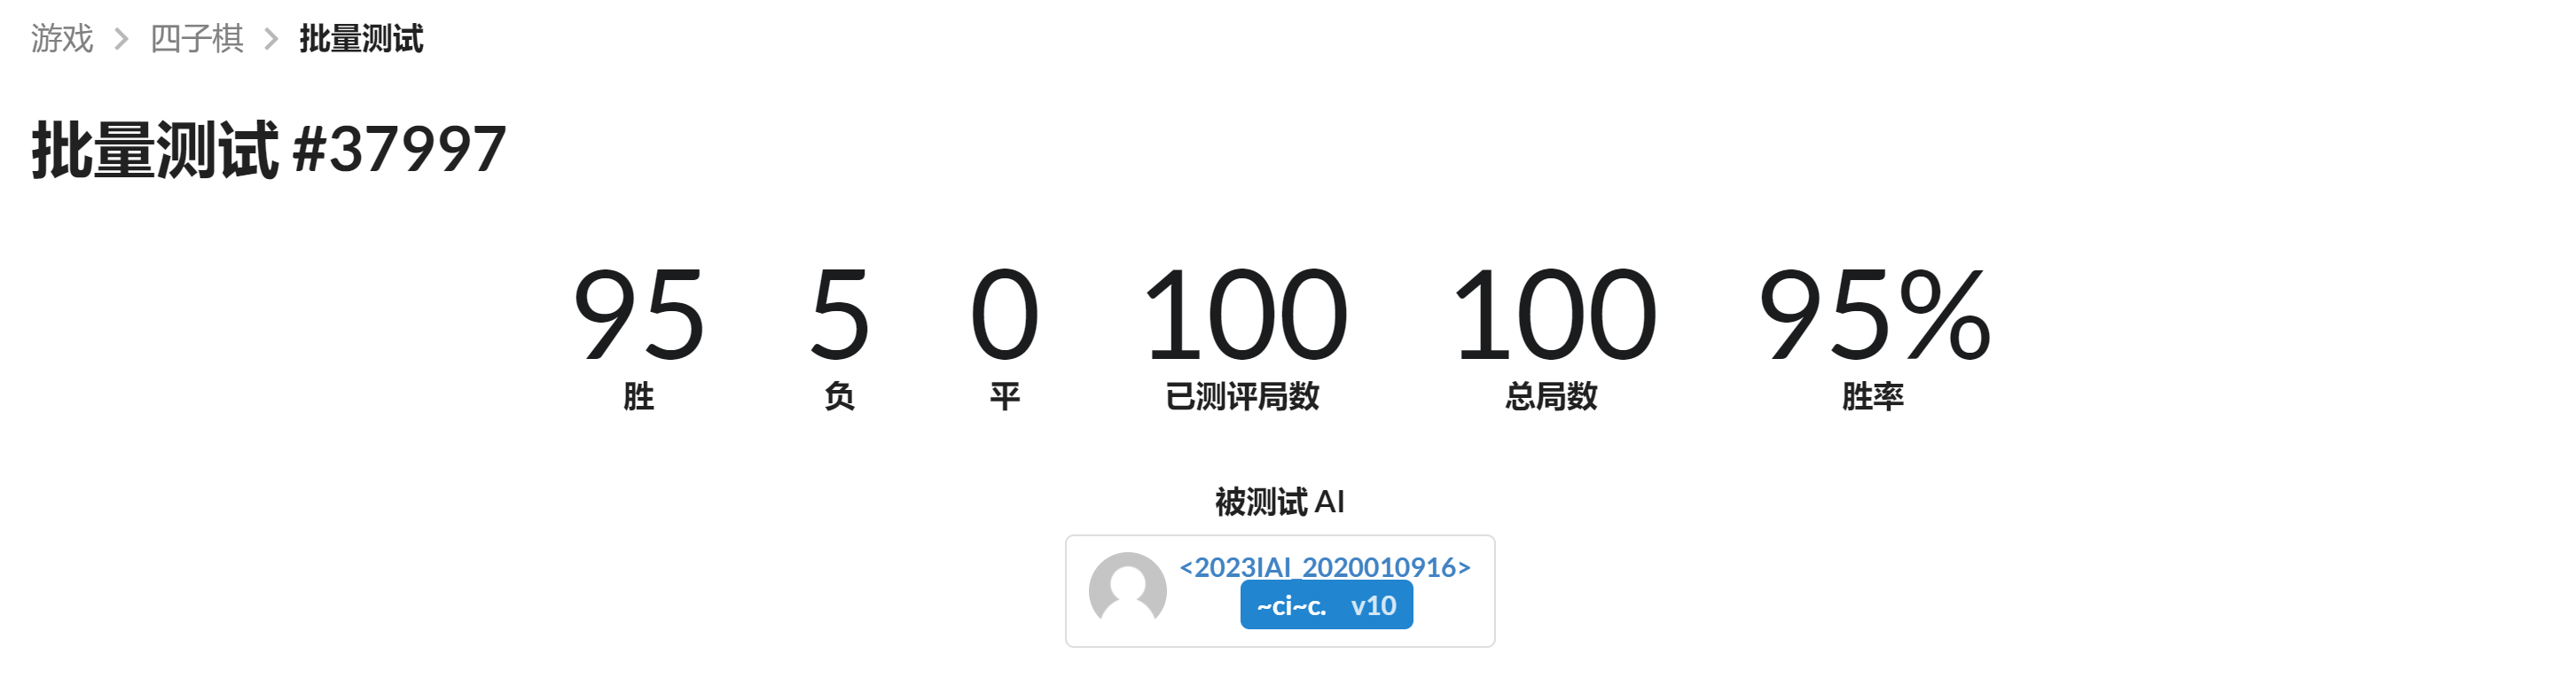 游戏 > 四子棋 > 批量测试
批量测试 #37997
95 5 0 100 100 95%
胜 负 平 已测评局数 总局数 胜率
被测试 AI
<2023IAI_2020010916>
~ci~c. v10